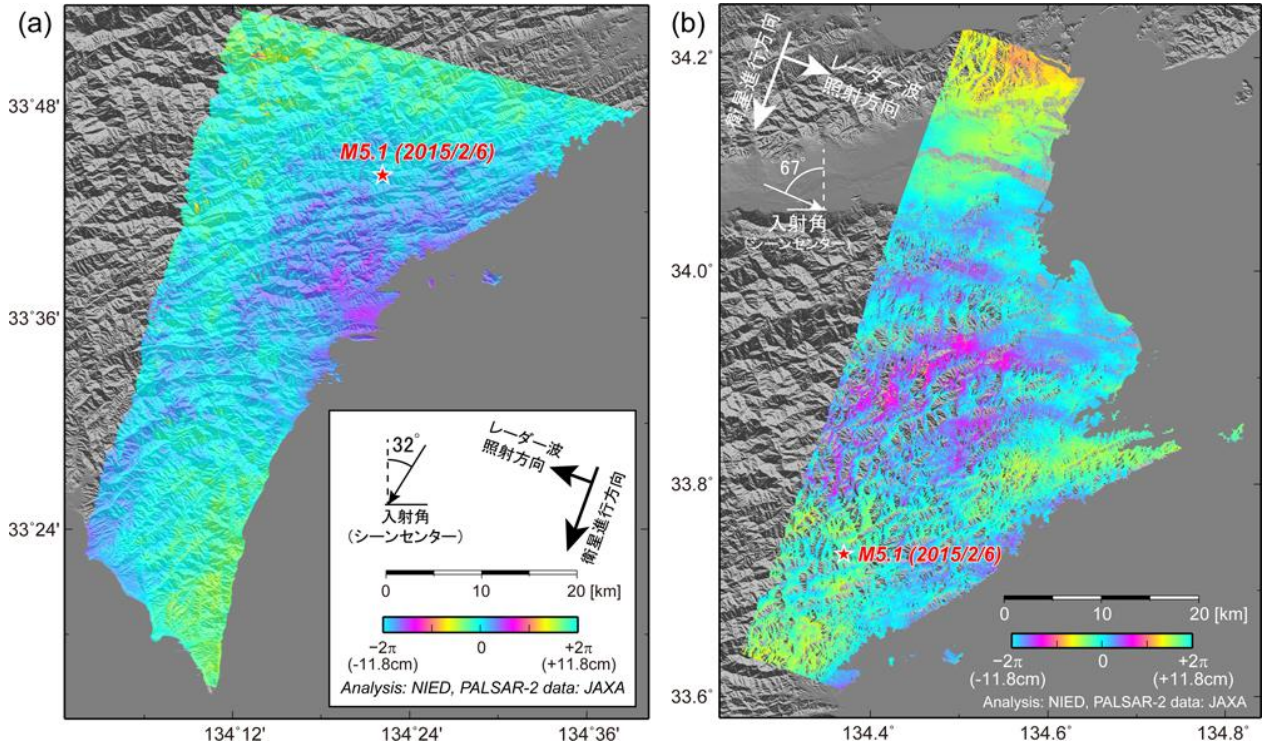 (a)
33°48'
33°36'
33°24'
134°12'
134°24'
134°36'
M5.1 (2015/2/6)
32°
入射角
(シーンセンター)
レーダー波
照射方向
衛星進行方向
0 10 20 [km]
−2π 0 +2π
(-11.8cm) (+11.8cm)
Analysis: NIED, PALSAR-2 data: JAXA
(b)
34.2°
34.0°
33.8°
33.6°
134.4°
134.6°
134.8°
衛星進行方向
レーダー波
照射方向
67°
入射角
(シーンセンター)
M5.1 (2015/2/6)
0 10 20 [km]
−2π 0 +2π
(-11.8cm) (+11.8cm)
Analysis: NIED, PALSAR-2 data: JAXA